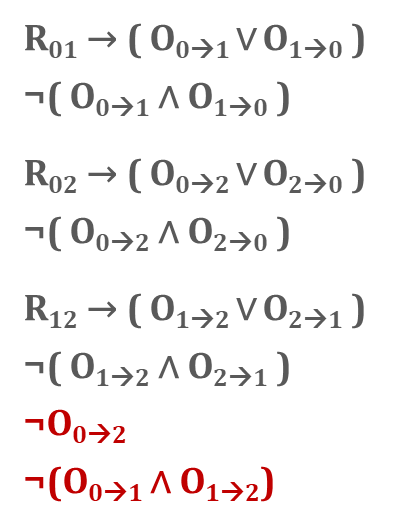 R₀₁ → ( O₀→₁ ∨ O₁→₀ )
¬( O₀→₁ ∧ O₁→₀ )
R₀₂ → ( O₀→₂ ∨ O₂→₀ )
¬( O₀→₂ ∧ O₂→₀ )
R₁₂ → ( O₁→₂ ∨ O₂→₁ )
¬( O₁→₂ ∧ O₂→₁ )
¬O₀→₂
¬(O₀→₁ ∧ O₁→₂)